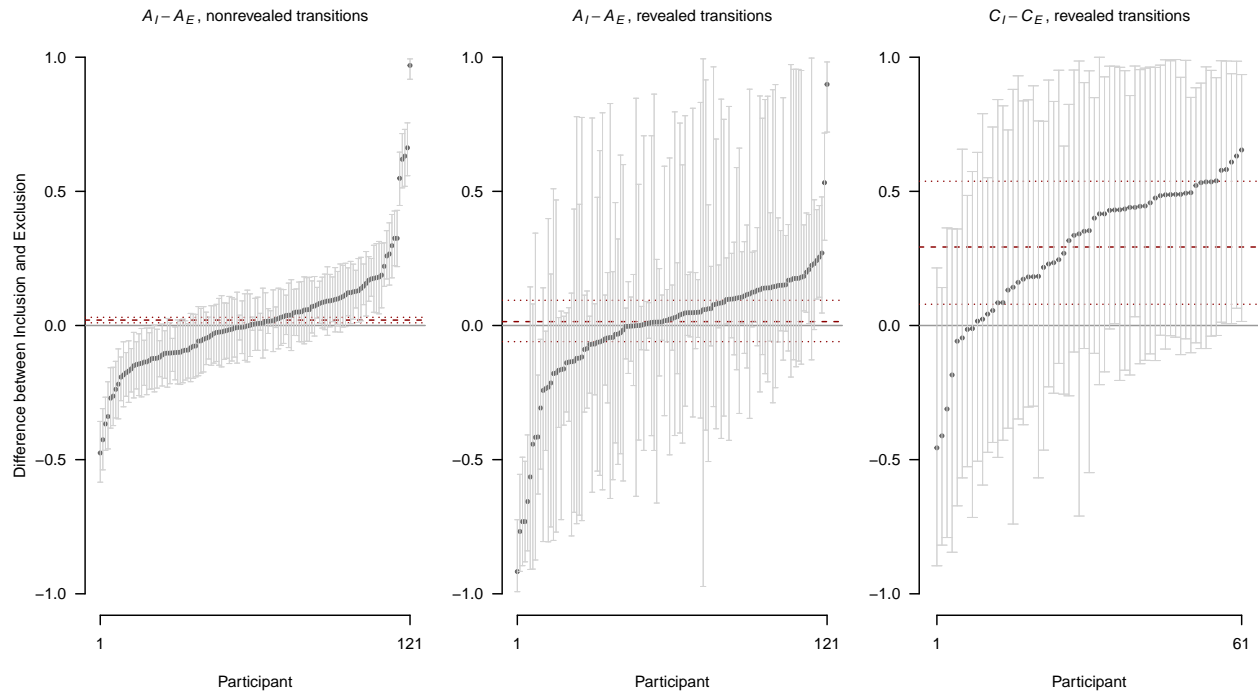 A_I − A_E , nonrevealed transitions
A_I − A_E , revealed transitions
C_I − C_E , revealed transitions
Difference between Inclusion and Exclusion
1.0
0.5
0.0
−0.5
−1.0
1.0
0.5
0.0
−0.5
−1.0
1.0
0.5
0.0
−0.5
−1.0
1 121
1 121
1 61
Participant
Participant
Participant